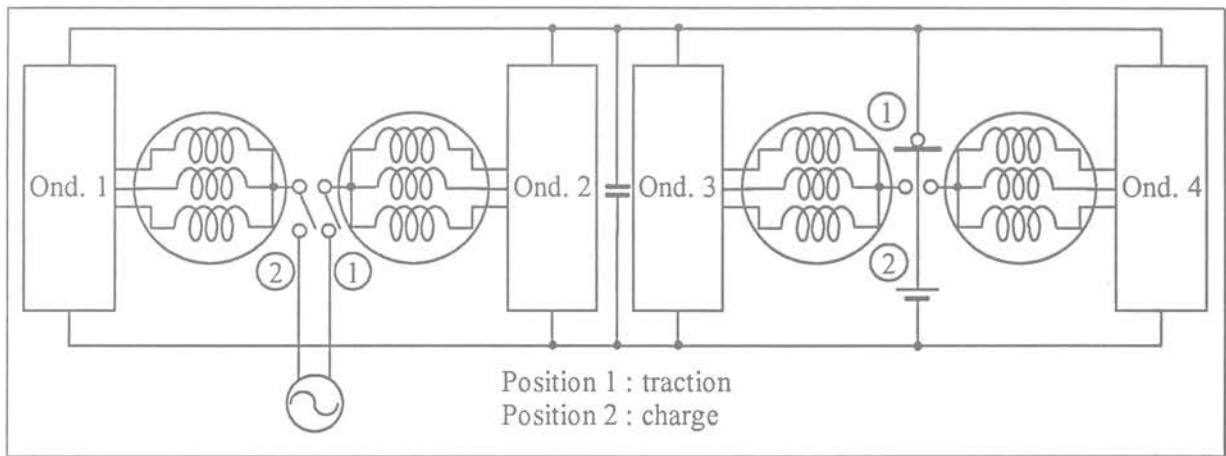 ①
Ond. 1
Ond. 2
Ond. 3
Ond. 4
②
①
②
Position 1 : traction
Position 2 : charge